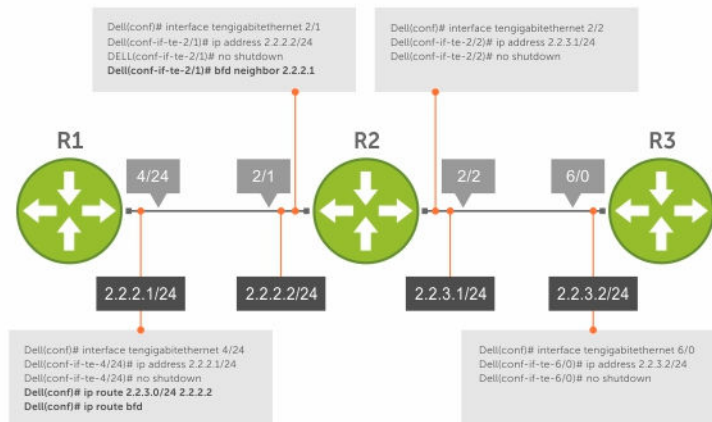 Dell(conf)# interface tengigabitethernet 2/1
Dell(conf-if-te-2/1)# ip address 2.2.2.2/24
DELL(conf-if-te-2/1)# no shutdown
Dell(conf-if-te-2/1)# bfd neighbor 2.2.2.1
Dell(conf)# interface tengigabitethernet 2/2
Dell(conf-if-te-2/2)# ip address 2.2.3.1/24
Dell(conf-if-te-2/2)# no shutdown
R1
R2
R3
4/24
2/1
2/2
6/0
2.2.2.1/24
2.2.2.2/24
2.2.3.1/24
2.2.3.2/24
Dell(conf)# interface tengigabitethernet 4/24
Dell(conf-if-te-4/24)# ip address 2.2.2.1/24
Dell(conf-if-te-4/24)# no shutdown
Dell(conf)# ip route 2.2.3.0/24 2.2.2.2
Dell(conf)# ip route bfd
Dell(conf)# interface tengigabitethernet 6/0
Dell(conf-if-te-6/0)# ip address 2.2.3.2/24
Dell(conf-if-te-6/0)# no shutdown